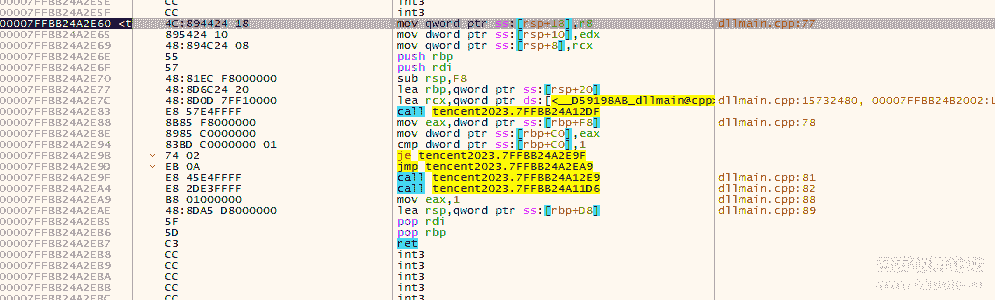 00007FFBB24A2E5E CC int3
00007FFBB24A2E5F CC int3
00007FFBB24A2E60 <t 4C:894424 18 mov qword ptr ss:[rsp+18],r8 dllmain.cpp:77
00007FFBB24A2E65 895424 10 mov dword ptr ss:[rsp+10],edx
00007FFBB24A2E69 48:894C24 08 mov qword ptr ss:[rsp+8],rcx
00007FFBB24A2E6E 55 push rbp
00007FFBB24A2E6F 57 push rdi
00007FFBB24A2E70 48:81EC F8000000 sub rsp,F8
00007FFBB24A2E77 48:8D6C24 20 lea rbp,qword ptr ss:[rsp+20]
00007FFBB24A2E7C 48:8D0D 7FF10000 lea rcx,qword ptr ds:[<__D59198AB_dllmain@cpp> dllmain.cpp:15732480, 00007FFBB24B2002:L
00007FFBB24A2E83 E8 57E4FFFF call tencent2023.7FFBB24A12DF
00007FFBB24A2E88 8B85 F8000000 mov eax,dword ptr ss:[rbp+F8] dllmain.cpp:78
00007FFBB24A2E8E 8985 C0000000 mov dword ptr ss:[rbp+C0],eax
00007FFBB24A2E94 83BD C0000000 01 cmp dword ptr ss:[rbp+C0],1
00007FFBB24A2E9B 74 02 je tencent2023.7FFBB24A2E9F
00007FFBB24A2E9D EB 0A jmp tencent2023.7FFBB24A2EA9
00007FFBB24A2E9F E8 45E4FFFF call tencent2023.7FFBB24A12E9 dllmain.cpp:81
00007FFBB24A2EA4 E8 2DE3FFFF call tencent2023.7FFBB24A11D6 dllmain.cpp:82
00007FFBB24A2EA9 B8 01000000 mov eax,1 dllmain.cpp:88
00007FFBB24A2EAE 48:8DA5 D8000000 lea rsp,qword ptr ss:[rbp+D8] dllmain.cpp:89
00007FFBB24A2EB5 5F pop rdi
00007FFBB24A2EB6 5D pop rbp
00007FFBB24A2EB7 C3 ret
00007FFBB24A2EB8 CC int3
00007FFBB24A2EB9 CC int3
00007FFBB24A2EBA CC int3
00007FFBB24A2EBB CC int3
00007FFBB24A2EBC CC int3